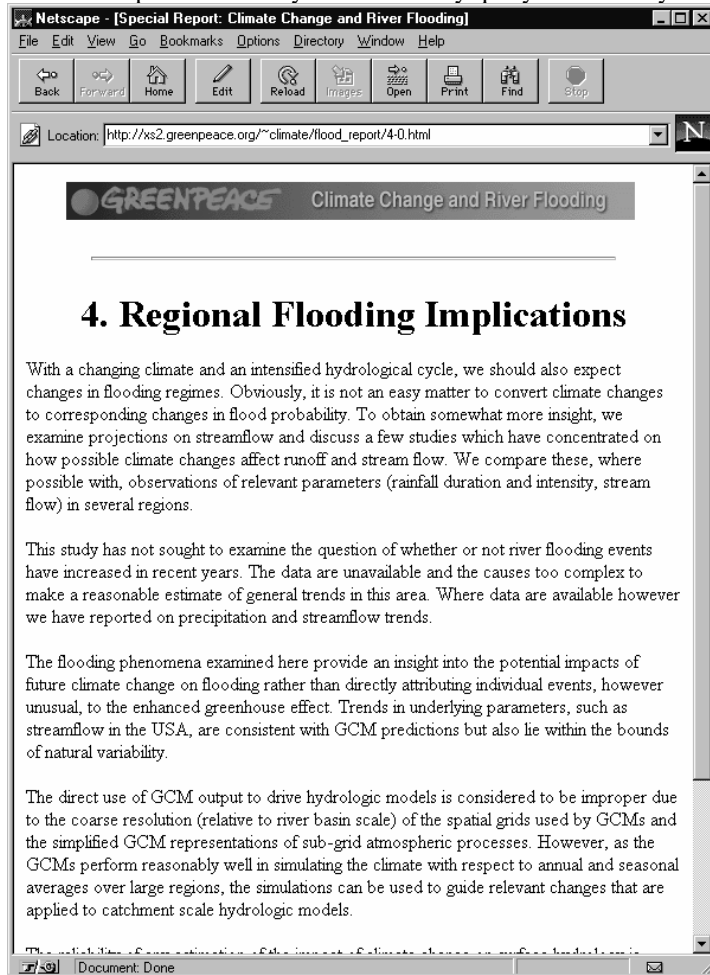 Netscape - [Special Report: Climate Change and River Flooding]
File Edit View Go Bookmarks Options Directory Window Help
Back Forward Home Edit Reload Images Open Print Find Stop
Location: http://xs2.greenpeace.org/~climate/flood_report/4-0.html
N
GREENPEACE Climate Change and River Flooding
4. Regional Flooding Implications
With a changing climate and an intensified hydrological cycle, we should also expect
changes in flooding regimes. Obviously, it is not an easy matter to convert climate changes
to corresponding changes in flood probability. To obtain somewhat more insight, we
examine projections on streamflow and discuss a few studies which have concentrated on
how possible climate changes affect runoff and stream flow. We compare these, where
possible with, observations of relevant parameters (rainfall duration and intensity, stream
flow) in several regions.
This study has not sought to examine the question of whether or not river flooding events
have increased in recent years. The data are unavailable and the causes too complex to
make a reasonable estimate of general trends in this area. Where data are available however
we have reported on precipitation and streamflow trends.
The flooding phenomena examined here provide an insight into the potential impacts of
future climate change on flooding rather than directly attributing individual events, however
unusual, to the enhanced greenhouse effect. Trends in underlying parameters, such as
streamflow in the USA, are consistent with GCM predictions but also lie within the bounds
of natural variability.
The direct use of GCM output to drive hydrologic models is considered to be improper due
to the coarse resolution (relative to river basin scale) of the spatial grids used by GCMs and
the simplified GCM representations of sub-grid atmospheric processes. However, as the
GCMs perform reasonably well in simulating the climate with respect to annual and seasonal
averages over large regions, the simulations can be used to guide relevant changes that are
applied to catchment scale hydrologic models.
Document: Done